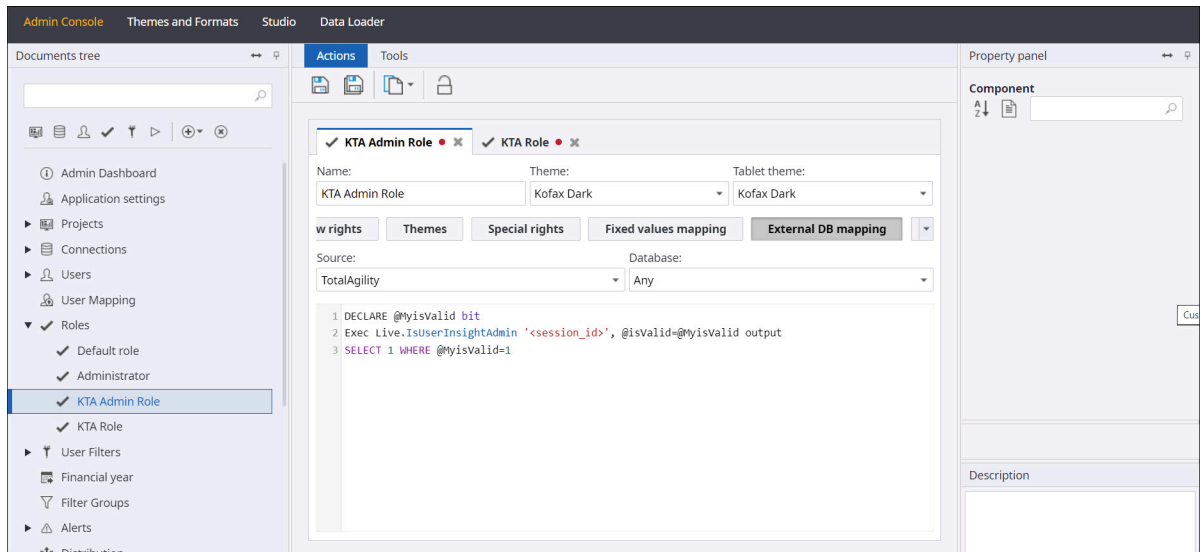 Admin Console Themes and Formats Studio Data Loader
Documents tree
Actions Tools
Property panel
Component
KTA Admin Role KTA Role
Name: Theme: Tablet theme:
KTA Admin Role Kofax Dark Kofax Dark
w rights Themes Special rights Fixed values mapping External DB mapping
Source: Database:
TotalAgility Any
1 DECLARE @MyisValid bit
2 Exec Live.IsUserInsightAdmin '<session_id>', @isValid=@MyisValid output
3 SELECT 1 WHERE @MyisValid=1
Admin Dashboard
Application settings
Projects
Connections
Users
User Mapping
Roles
Default role
Administrator
KTA Admin Role
KTA Role
User Filters
Financial year
Filter Groups
Alerts
Distribution
Cus
Description